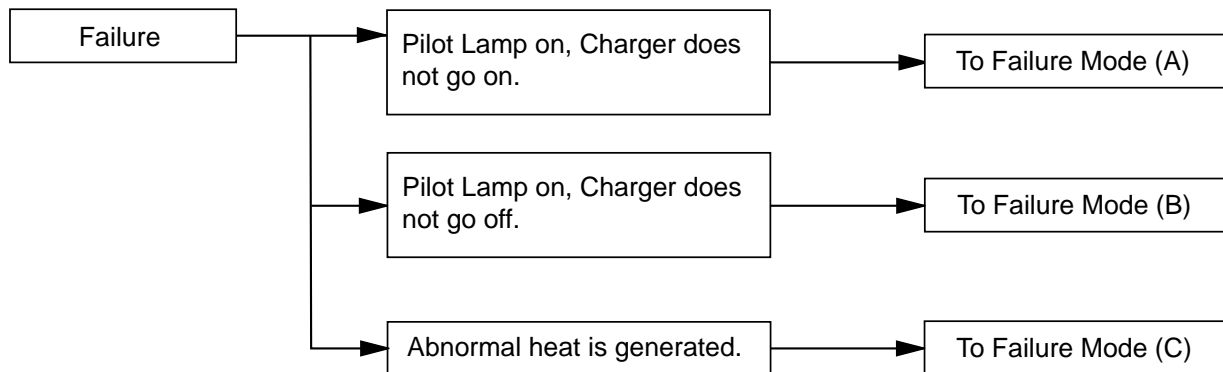 Failure
Pilot Lamp on, Charger does
not go on.
To Failure Mode (A)
Pilot Lamp on, Charger does
not go off.
To Failure Mode (B)
Abnormal heat is generated.
To Failure Mode (C)